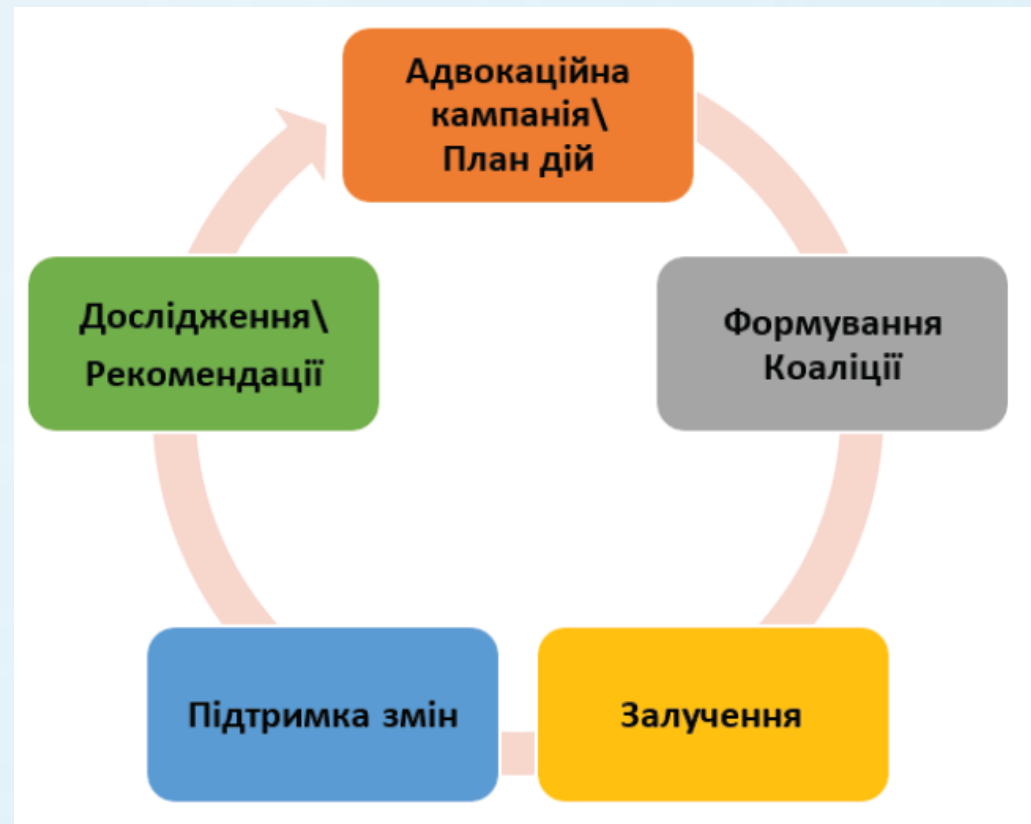 Адвокаційна
кампанія\
План дій
Формування
Коаліції
Залучення
Підтримка змін
Дослідження\
Рекомендації